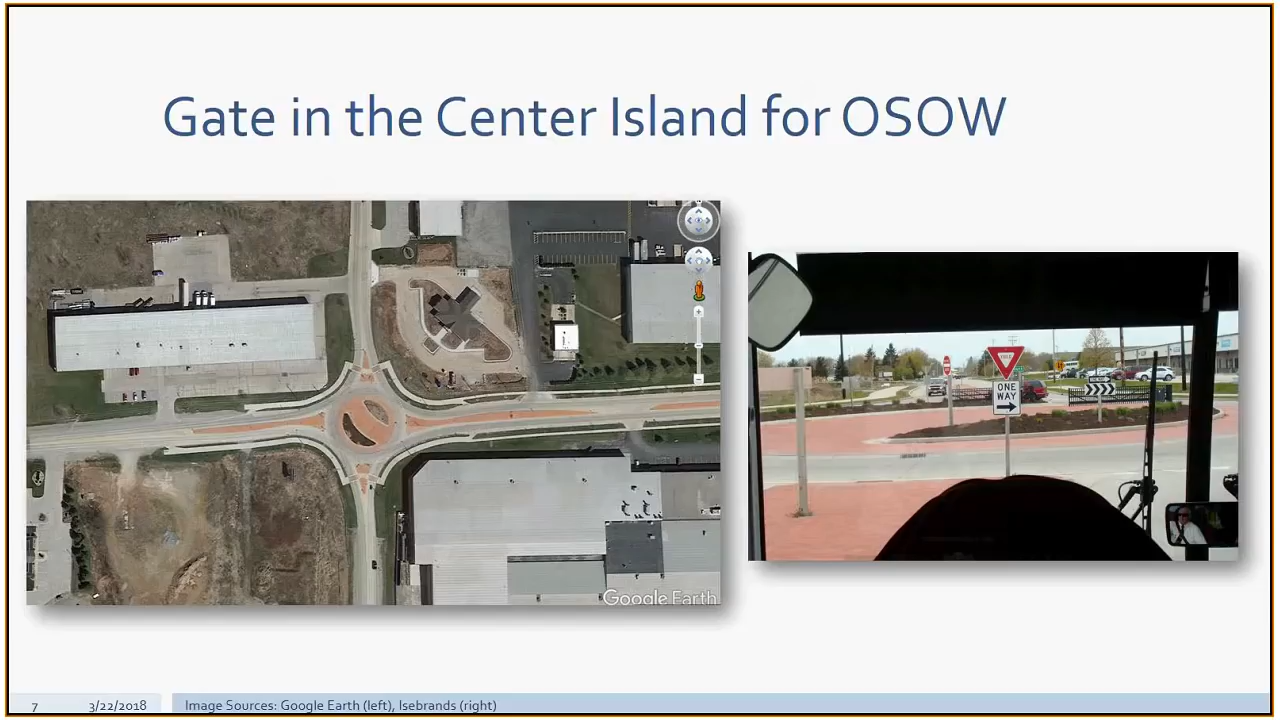 Gate in the Center Island for OSOW
Google Earth
YIELD
ONE
WAY
7
3/22/2018
Image Sources: Google Earth (left), Isebrands (right)